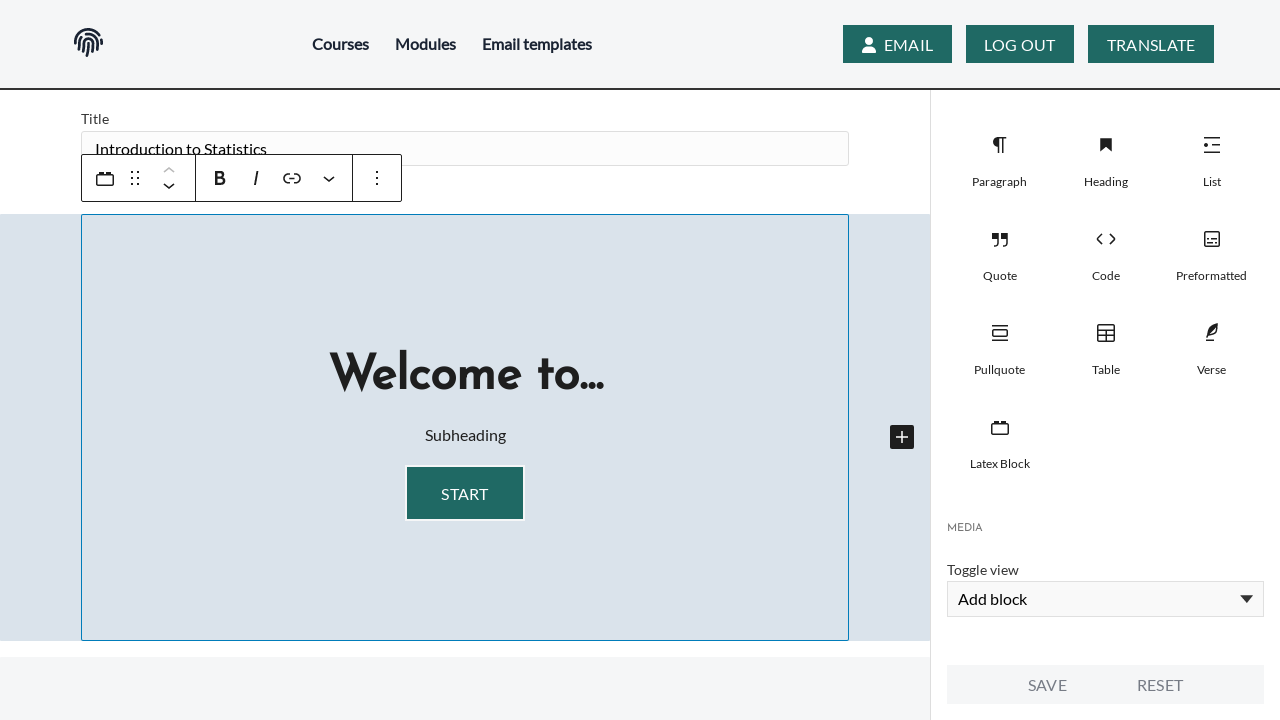 Courses Modules Email templates EMAIL LOG OUT TRANSLATE
Title
Introduction to Statistics
Welcome to...
Subheading
START
Paragraph Heading List
Quote Code Preformatted
Pullquote Table Verse
Latex Block
MEDIA
Toggle view
Add block
SAVE RESET